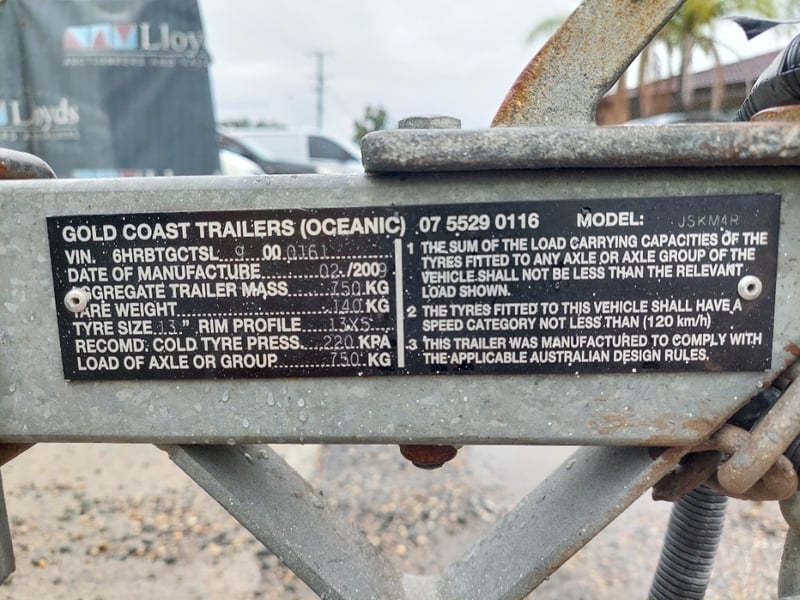 Lloyds
AUCTIONEERS AND VALUERS
Lloyds
GOLD COAST TRAILERS (OCEANIC) 07 5529 0116 MODEL: JSKM4R
VIN. 6HRBTGCTSL 9 00 0161
DATE OF MANUFACTURE 02./2009
AGGREGATE TRAILER MASS 750 KG
TARE WEIGHT 140 KG
TYRE SIZE 13" RIM PROFILE 13X5
RECOMD. COLD TYRE PRESS. 220 KPA
LOAD OF AXLE OR GROUP 750 KG
1 THE SUM OF THE LOAD CARRYING CAPACITIES OF THE
TYRES FITTED TO ANY AXLE OR AXLE GROUP OF THE
VEHICLE SHALL NOT BE LESS THAN THE RELEVANT
LOAD SHOWN.
2 THE TYRES FITTED TO THIS VEHICLE SHALL HAVE A
SPEED CATEGORY NOT LESS THAN (120 km/h)
3 THIS TRAILER WAS MANUFACTURED TO COMPLY WITH
THE APPLICABLE AUSTRALIAN DESIGN RULES.